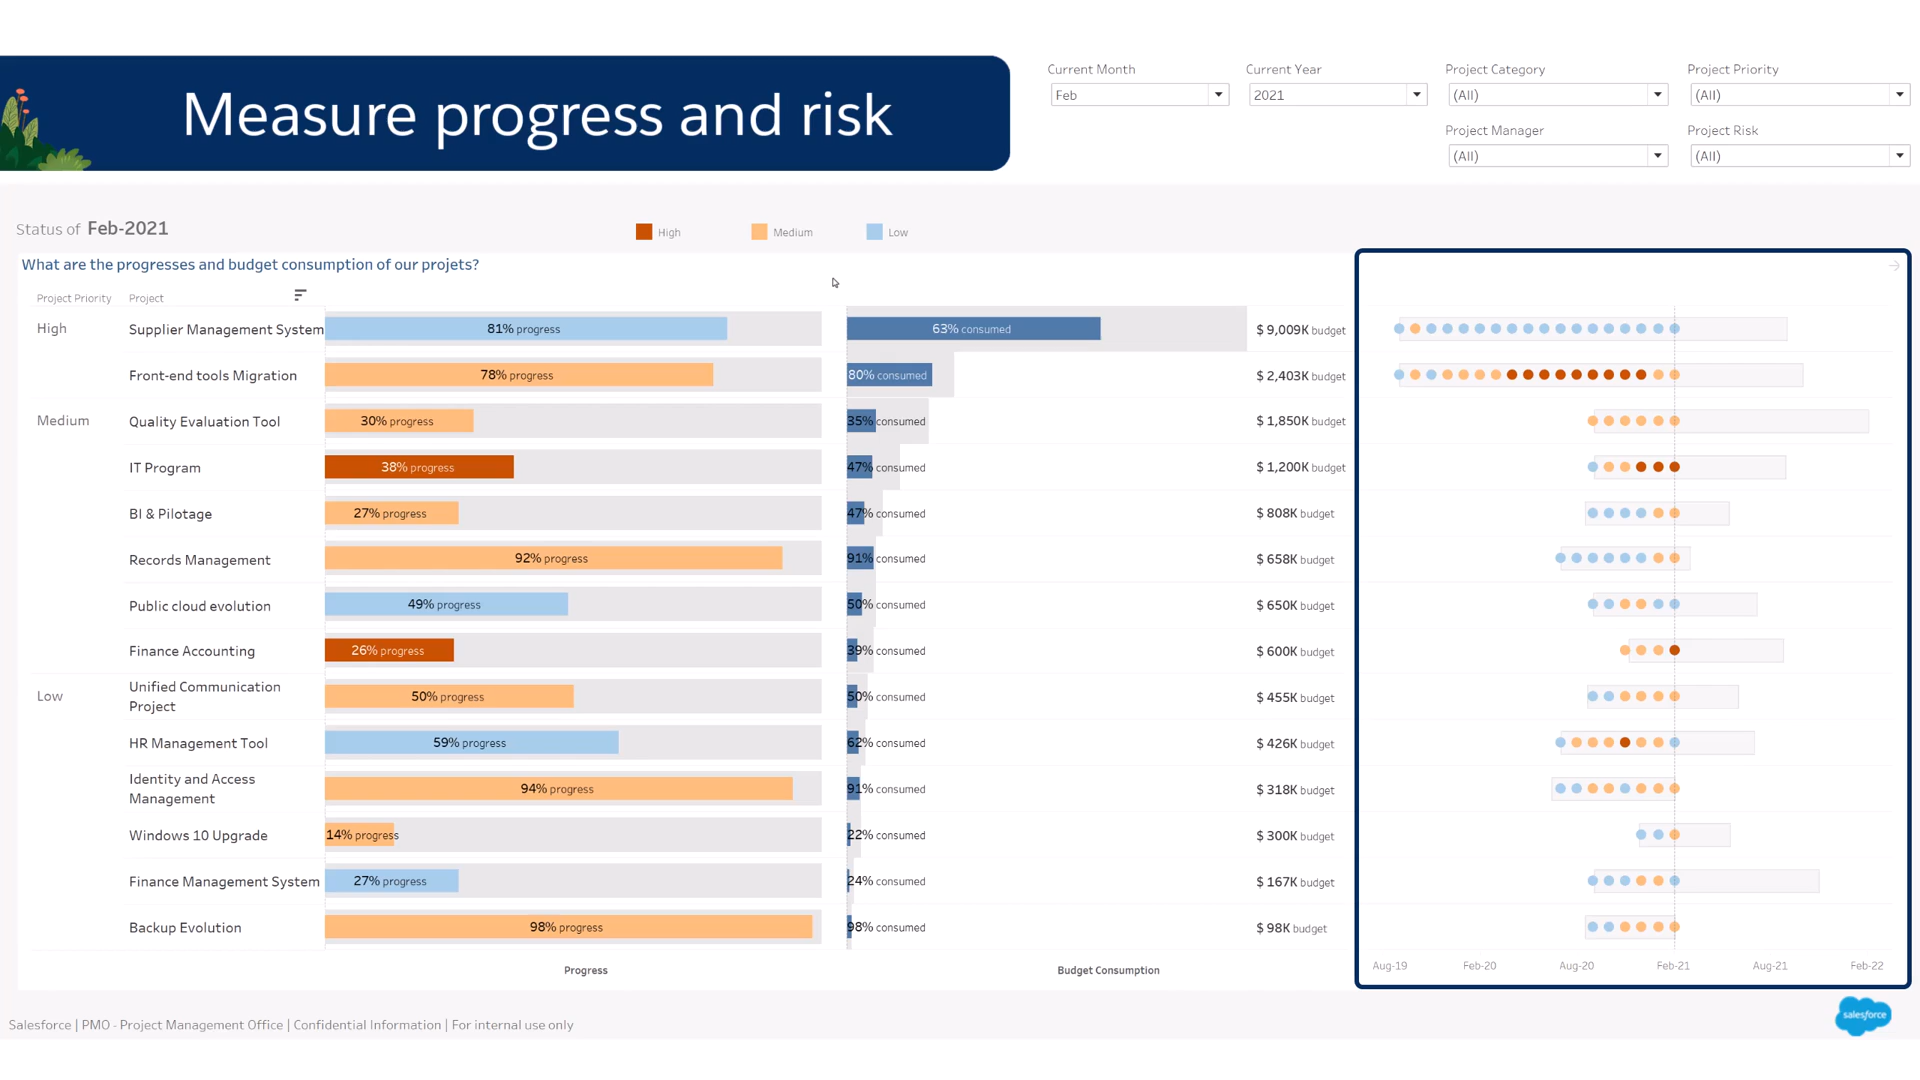 Measure progress and risk
Current Month
Current Year
Project Category
Project Priority
Feb
2021
(All)
(All)
Project Manager
Project Risk
(All)
(All)
Status of Feb-2021
High
Medium
Low
What are the progresses and budget consumption of our projets?
Project Priority
Project
High
Supplier Management System
81% progress
63% consumed
$ 9,009K budget
Front-end tools Migration
78% progress
80% consumed
$ 2,403K budget
Medium
Quality Evaluation Tool
30% progress
35% consumed
$ 1,850K budget
IT Program
38% progress
47% consumed
$ 1,200K budget
BI & Pilotage
27% progress
47% consumed
$ 808K budget
Records Management
92% progress
91% consumed
$ 658K budget
Public cloud evolution
49% progress
50% consumed
$ 650K budget
Finance Accounting
26% progress
39% consumed
$ 600K budget
Low
Unified Communication
Project
50% progress
50% consumed
$ 455K budget
HR Management Tool
59% progress
62% consumed
$ 426K budget
Identity and Access
Management
94% progress
91% consumed
$ 318K budget
Windows 10 Upgrade
14% progress
22% consumed
$ 300K budget
Finance Management System
27% progress
24% consumed
$ 167K budget
Backup Evolution
98% progress
98% consumed
$ 98K budget
Progress
Budget Consumption
Aug-19
Feb-20
Aug-20
Feb-21
Aug-21
Feb-22
Salesforce | PMO - Project Management Office | Confidential Information | For internal use only
salesforce